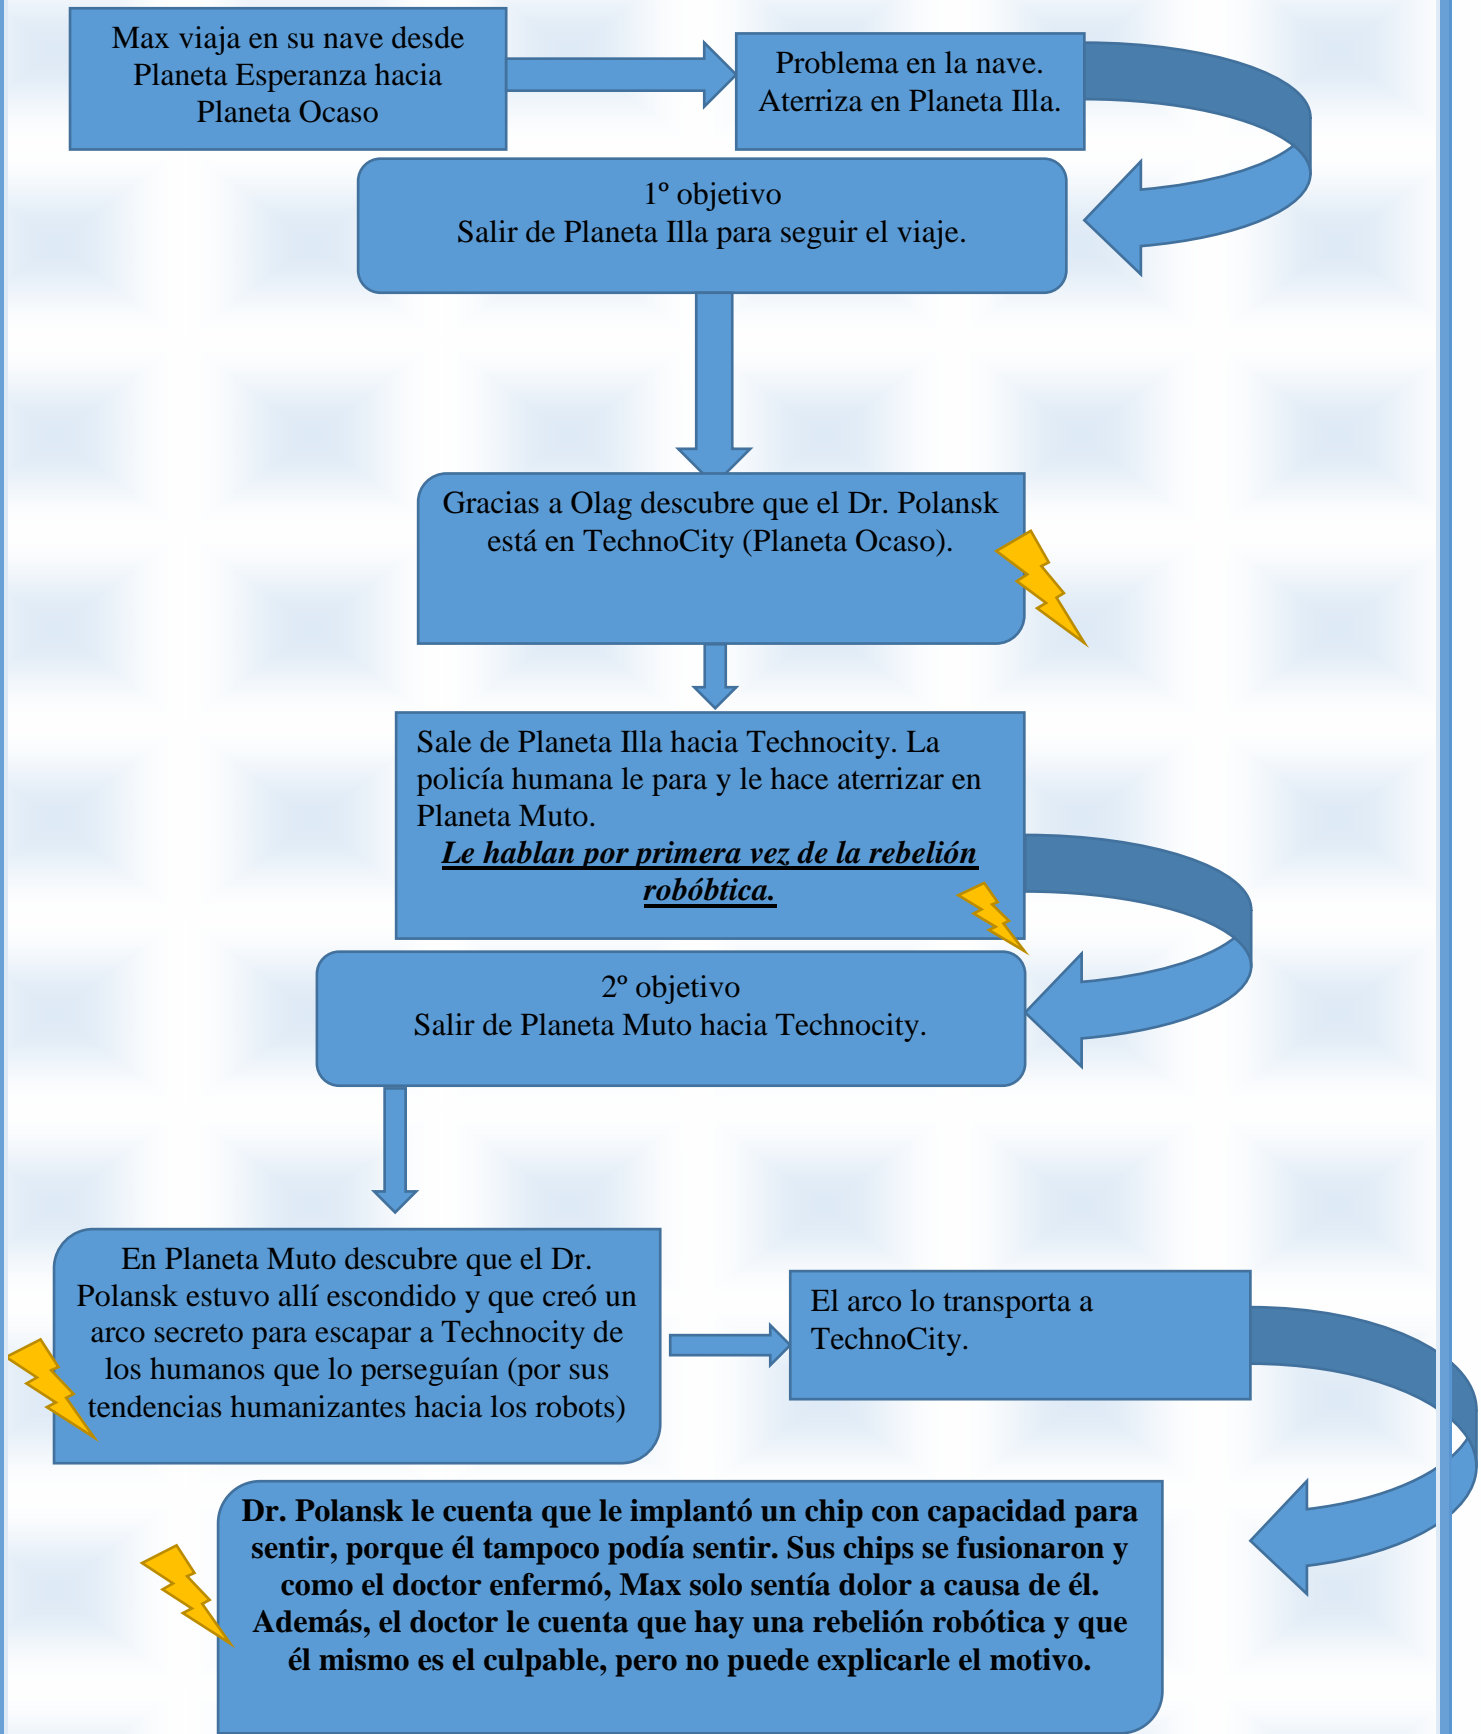 Max viaja en su nave desde
Planeta Esperanza hacia
Planeta Ocaso
Problema en la nave.
Aterriza en Planeta Illa.
1º objetivo
Salir de Planeta Illa para seguir el viaje.
Gracias a Olag descubre que el Dr. Polansk
está en TechnoCity (Planeta Ocaso).
Sale de Planeta Illa hacia Technocity. La
policía humana le para y le hace aterrizar en
Planeta Muto.
Le hablan por primera vez de la rebelión
robóbtica.
2º objetivo
Salir de Planeta Muto hacia Technocity.
En Planeta Muto descubre que el Dr.
Polansk estuvo allí escondido y que creó un
arco secreto para escapar a Technocity de
los humanos que lo perseguían (por sus
tendencias humanizantes hacia los robots)
El arco lo transporta a
TechnoCity.
Dr. Polansk le cuenta que le implantó un chip con capacidad para
sentir, porque él tampoco podía sentir. Sus chips se fusionaron y
como el doctor enfermó, Max solo sentía dolor a causa de él.
Además, el doctor le cuenta que hay una rebelión robótica y que
él mismo es el culpable, pero no puede explicarle el motivo.